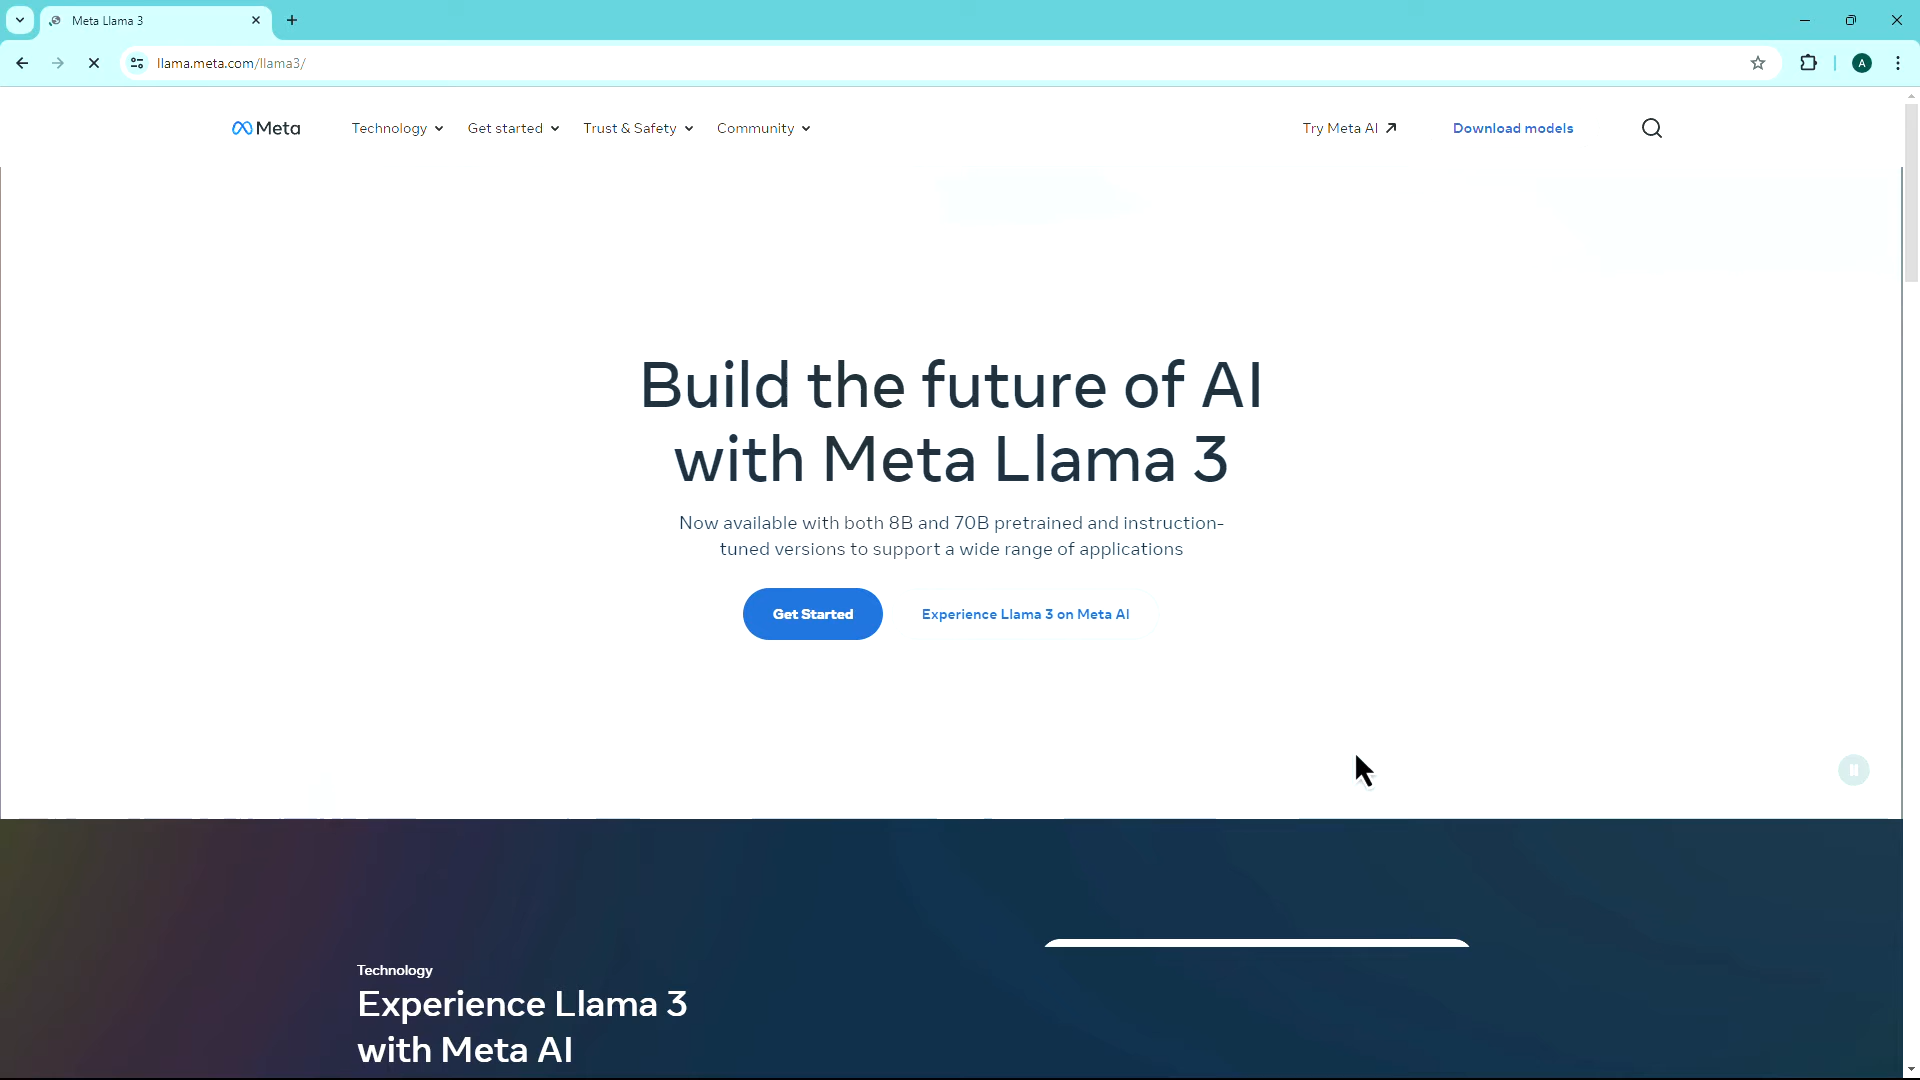 Meta Llama 3
llama.meta.com/llama3/
A
Meta
Technology
Get started
Trust & Safety
Community
Try Meta AI
Download models
Build the future of AI
with Meta Llama 3
Now available with both 8B and 70B pretrained and instruction-
tuned versions to support a wide range of applications
Get Started
Experience Llama 3 on Meta AI
Technology
Experience Llama 3
with Meta AI